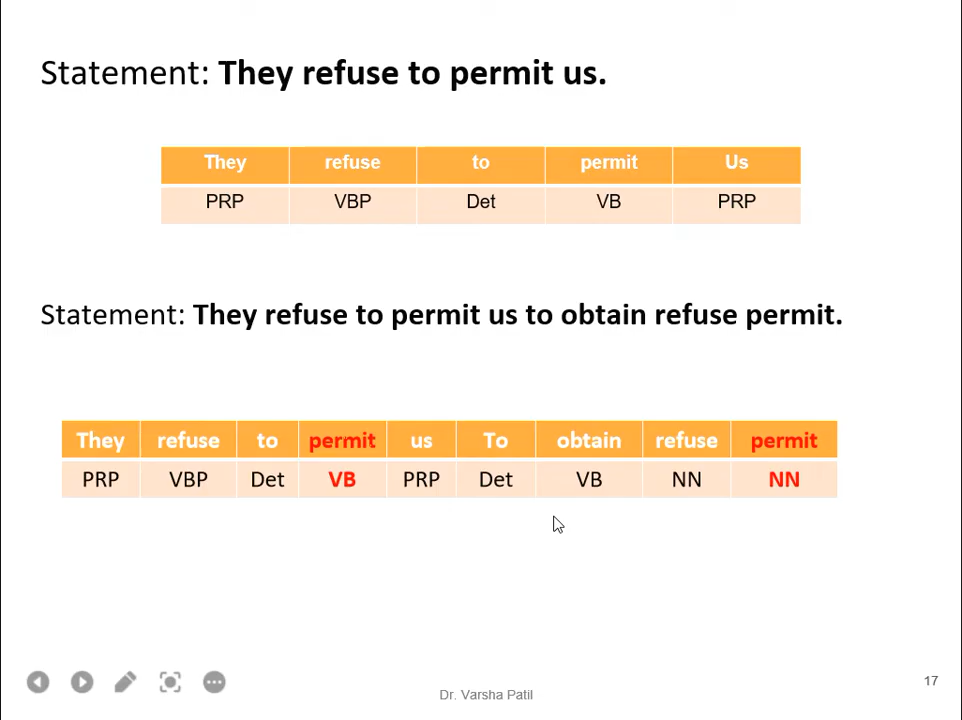 Statement: They refuse to permit us.
They refuse to permit Us
PRP VBP Det VB PRP
Statement: They refuse to permit us to obtain refuse permit.
They refuse to permit us To obtain refuse permit
PRP VBP Det VB PRP Det VB NN NN
Dr. Varsha Patil
17